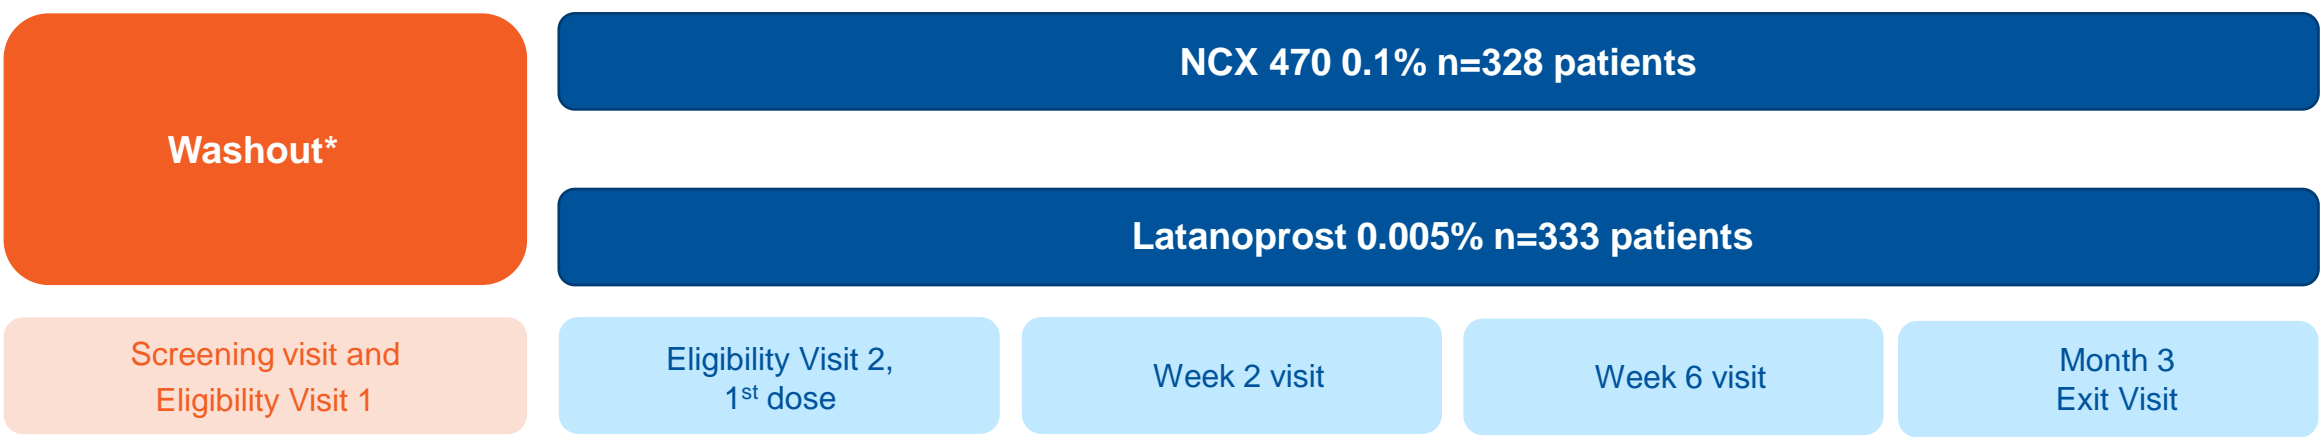 Washout*
NCX 470 0.1% n=328 patients
Latanoprost 0.005% n=333 patients
Screening visit and
Eligibility Visit 1
Eligibility Visit 2,
1st dose
Week 2 visit
Week 6 visit
Month 3
Exit Visit